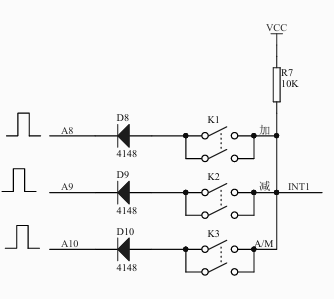 VCC
R7
10K
D8
K1
A8
加
4148
D9
K2
A9
减
INT1
4148
D10
K3
A10
A/M
4148